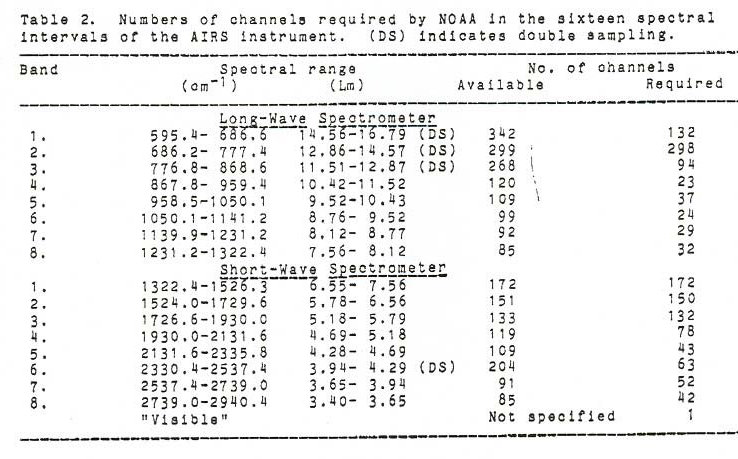 Table 2. Numbers of channels required by NOAA in the sixteen spectral
intervals of the AIRS instrument. (DS) indicates double sampling.
Band Spectral range No. of channels
(cm-1) (Lm) Available Required
Long-Wave Spectrometer
1. 595.4- 686.6 14.56-16.79 (DS) 342 132
2. 686.2- 777.4 12.86-14.57 (DS) 299 298
3. 776.8- 868.6 11.51-12.87 (DS) 268 94
4. 867.8- 959.4 10.42-11.52 120 23
5. 958.5-1050.1 9.52-10.43 109 37
6. 1050.1-1141.2 8.76- 9.52 99 24
7. 1139.9-1231.2 8.12- 8.77 92 29
8. 1231.2-1322.4 7.56- 8.12 85 32
Short-Wave Spectrometer
1. 1322.4-1526.3 6.55- 7.56 172 172
2. 1524.0-1729.6 5.78- 6.56 151 150
3. 1726.6-1930.0 5.18- 5.79 133 132
4. 1930.0-2131.6 4.69- 5.18 119 78
5. 2131.6-2335.8 4.28- 4.69 109 43
6. 2330.4-2537.4 3.94- 4.29 (DS) 204 63
7. 2537.4-2739.0 3.65- 3.94 91 52
8. 2739.0-2940.4 3.40- 3.65 85 42
"Visible" Not specified 1